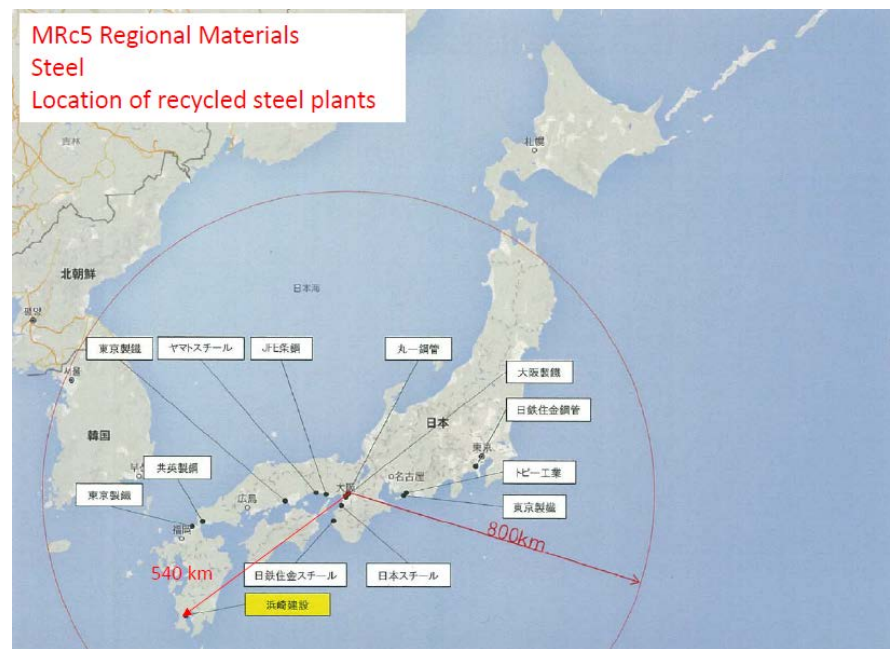 MRc5 Regional Materials
Steel
Location of recycled steel plants
吉林
札幌
北朝鮮
평양
日本海
東京製鐵
ヤマトスチール
JFE条鋼
丸一鋼管
서울
大阪製鐵
日本
日鉄住金鋼管
韓国
東京
共英製鋼
名古屋
トピー工業
東京製鐵
大阪
広島
東京製鐵
福岡
800km
540 km
日鉄住金スチール
日本スチール
浜崎建設